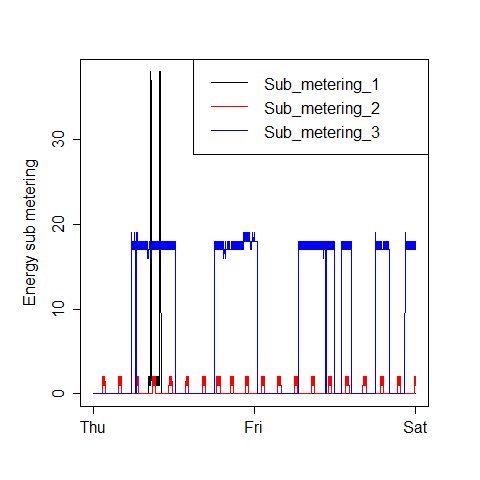 Sub_metering_1
Sub_metering_2
Sub_metering_3
Energy sub metering
30
20
10
0
Thu Fri Sat